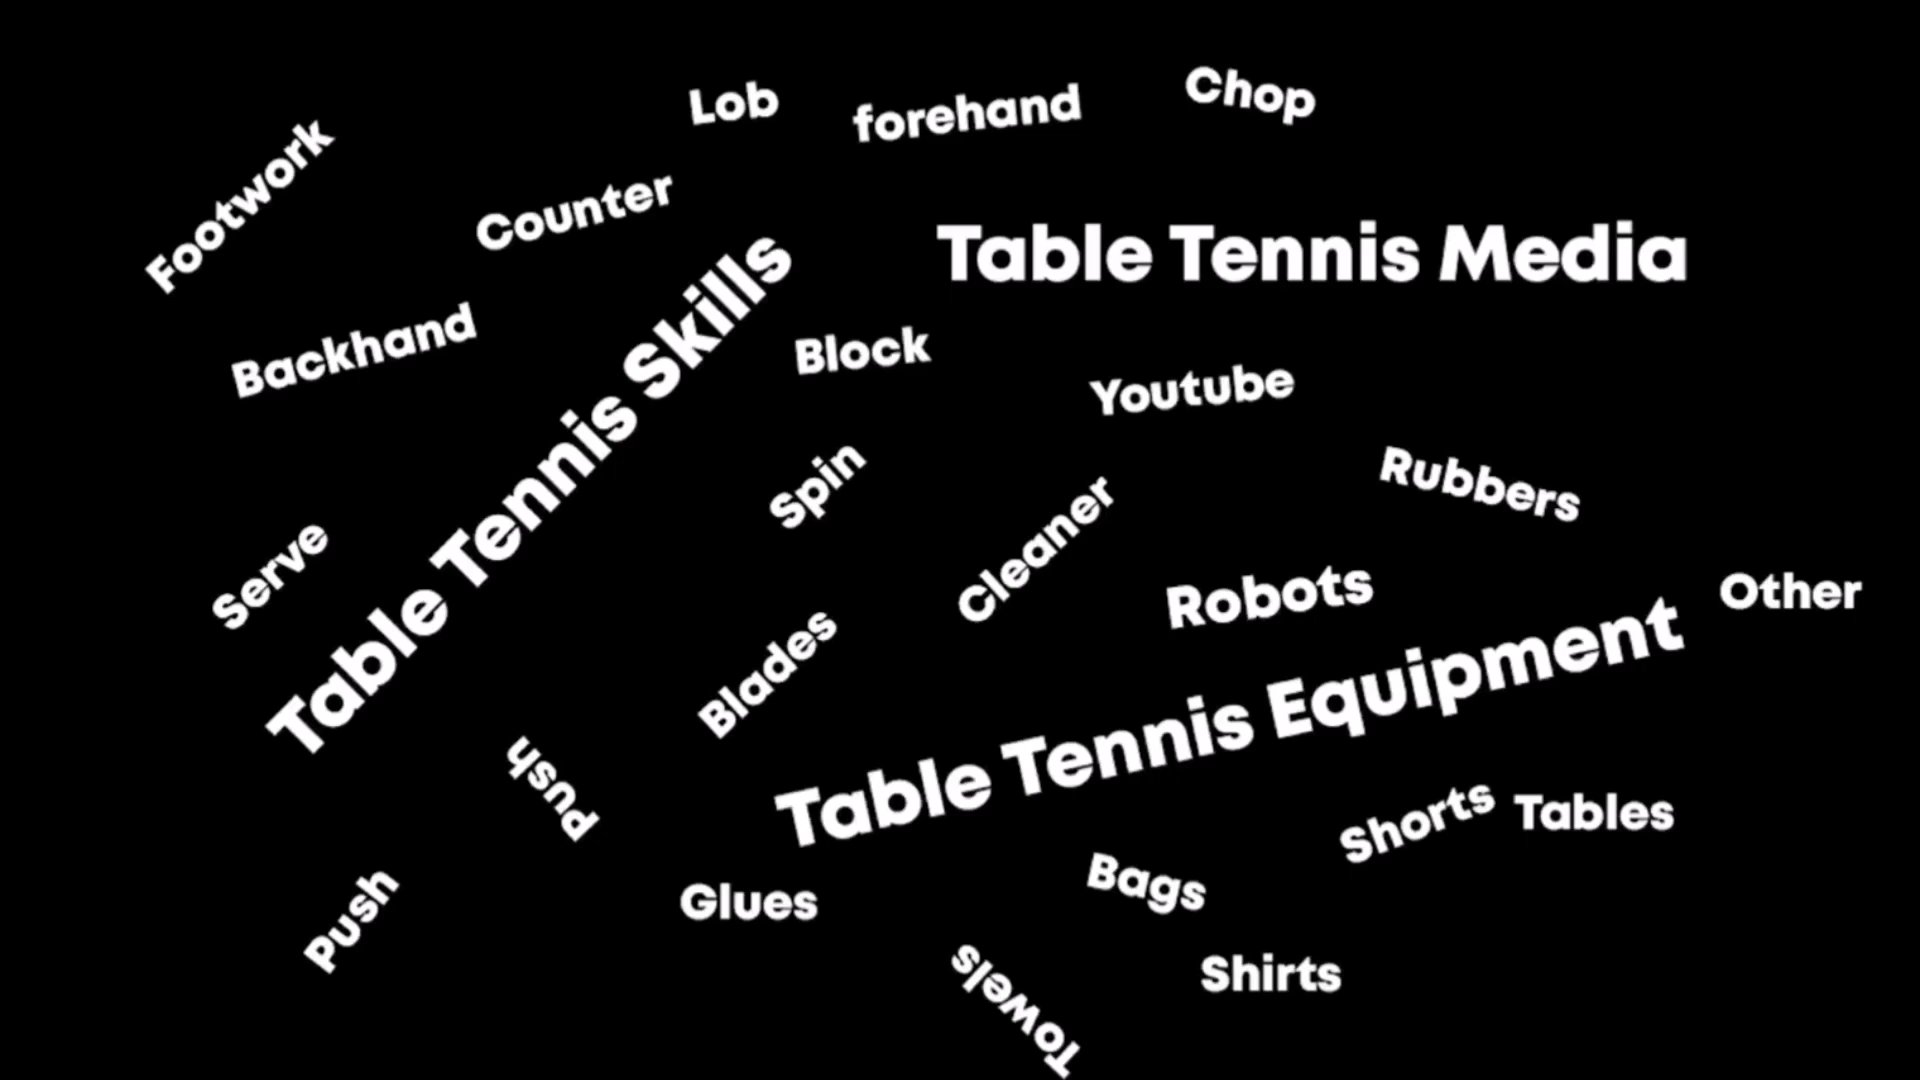 Lob
forehand
Chop
Footwork
Counter
Table Tennis Media
Backhand
Table Tennis Skills
Block
Youtube
Spin
Rubbers
Serve
Cleaner
Robots
Other
Blades
Table Tennis Equipment
Push
Shorts
Tables
Bags
Glues
Push
Shirts
Towels